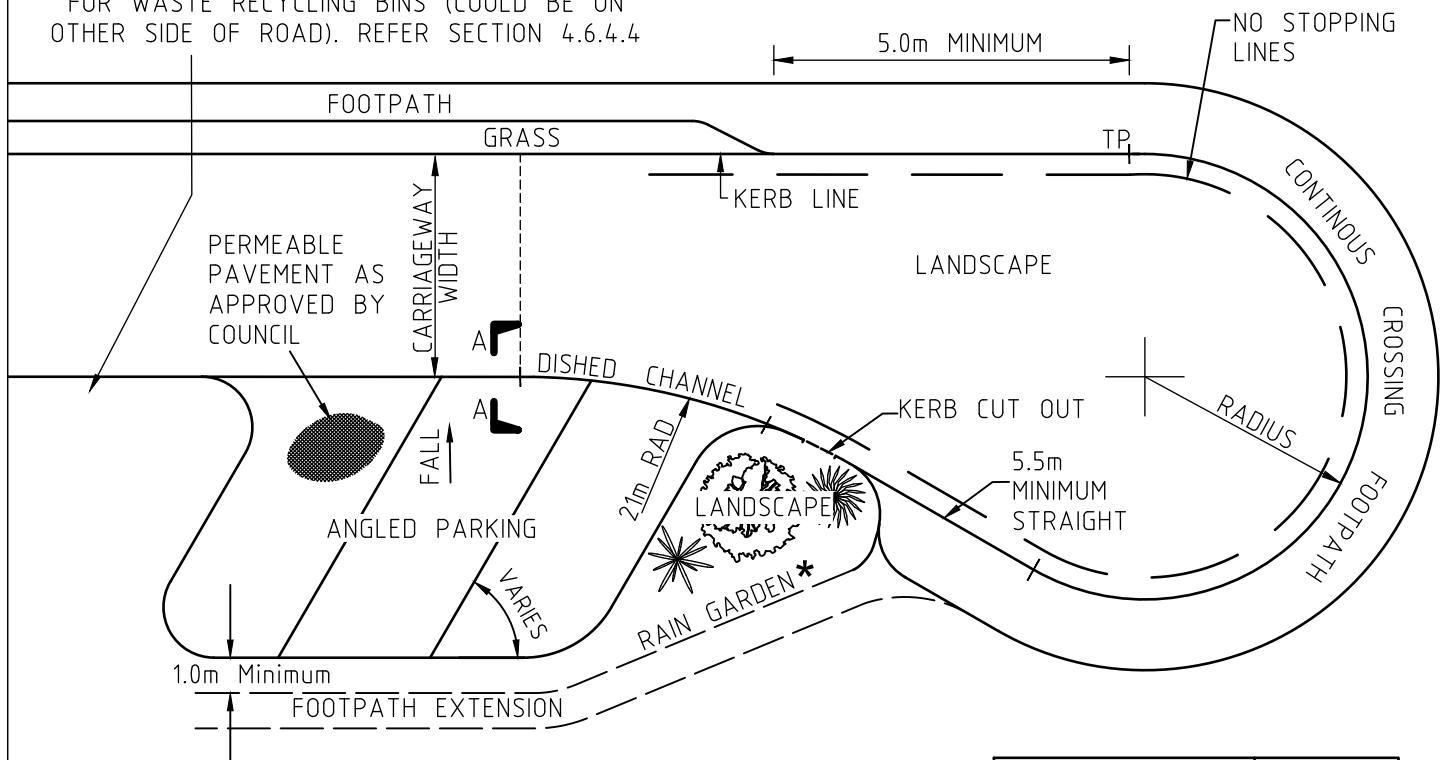 FOR WASTE RECYCLING BINS (COULD BE ON
OTHER SIDE OF ROAD). REFER SECTION 4.6.4.4
5.0m MINIMUM
NO STOPPING
LINES
FOOTPATH
GRASS
TP
KERB LINE
CONTINOUS
CROSSING
FOOTPATH
CARRIAGEWAY
WIDTH
PERMEABLE
PAVEMENT AS
APPROVED BY
COUNCIL
LANDSCAPE
A
DISHED CHANNEL
A
KERB CUT OUT
RADIUS
FALL
21m RAD
5.5m
MINIMUM
STRAIGHT
LANDSCAPE
ANGLED PARKING
VARIES
RAIN GARDEN*
1.0m Minimum
FOOTPATH EXTENSION